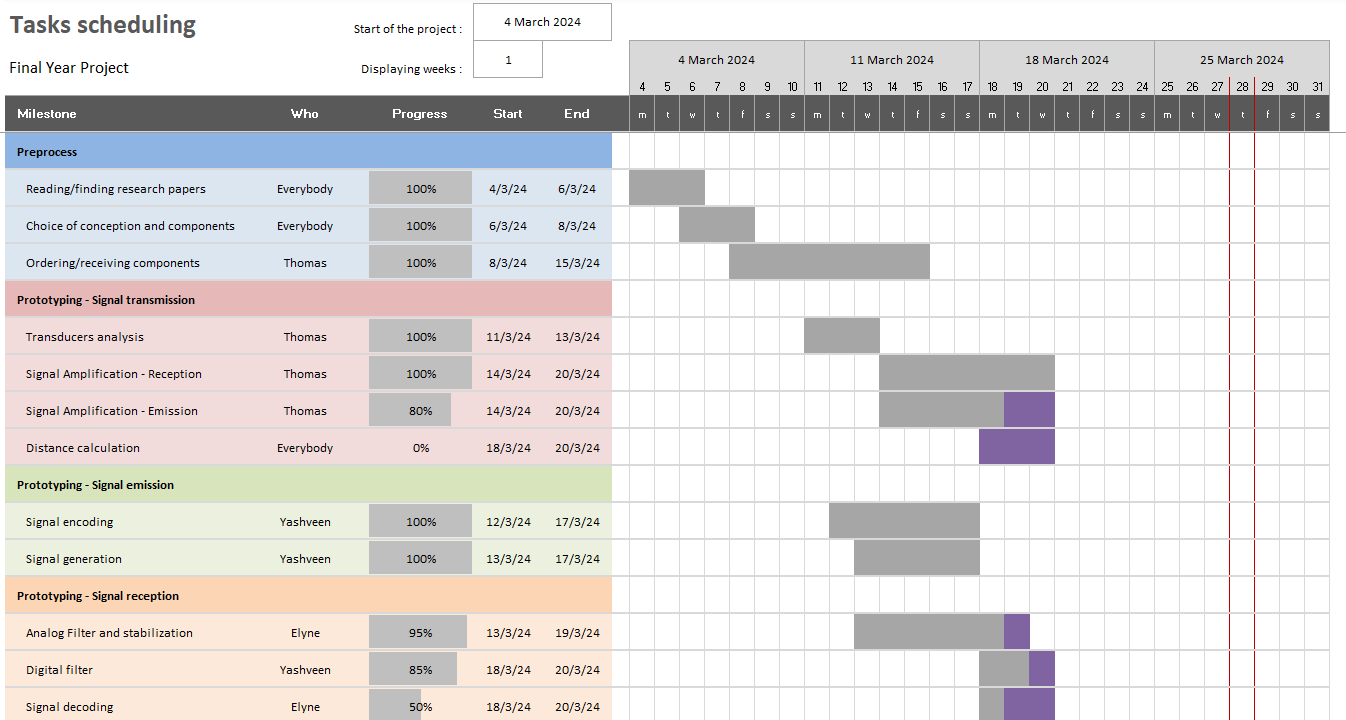 Tasks scheduling
Start of the project : 4 March 2024
Final Year Project
Displaying weeks : 1
4 March 2024 11 March 2024 18 March 2024 25 March 2024
4 5 6 7 8 9 10 11 12 13 14 15 16 17 18 19 20 21 22 23 24 25 26 27 28 29 30 31
Milestone Who Progress Start End m t w t f s s m t w t f s s m t w t f s s m t w t f s s
Preprocess
Reading/finding research papers Everybody 100% 4/3/24 6/3/24
Choice of conception and components Everybody 100% 6/3/24 8/3/24
Ordering/receiving components Thomas 100% 8/3/24 15/3/24
Prototyping - Signal transmission
Transducers analysis Thomas 100% 11/3/24 13/3/24
Signal Amplification - Reception Thomas 100% 14/3/24 20/3/24
Signal Amplification - Emission Thomas 80% 14/3/24 20/3/24
Distance calculation Everybody 0% 18/3/24 20/3/24
Prototyping - Signal emission
Signal encoding Yashveen 100% 12/3/24 17/3/24
Signal generation Yashveen 100% 13/3/24 17/3/24
Prototyping - Signal reception
Analog Filter and stabilization Elyne 95% 13/3/24 19/3/24
Digital filter Yashveen 85% 18/3/24 20/3/24
Signal decoding Elyne 50% 18/3/24 20/3/24